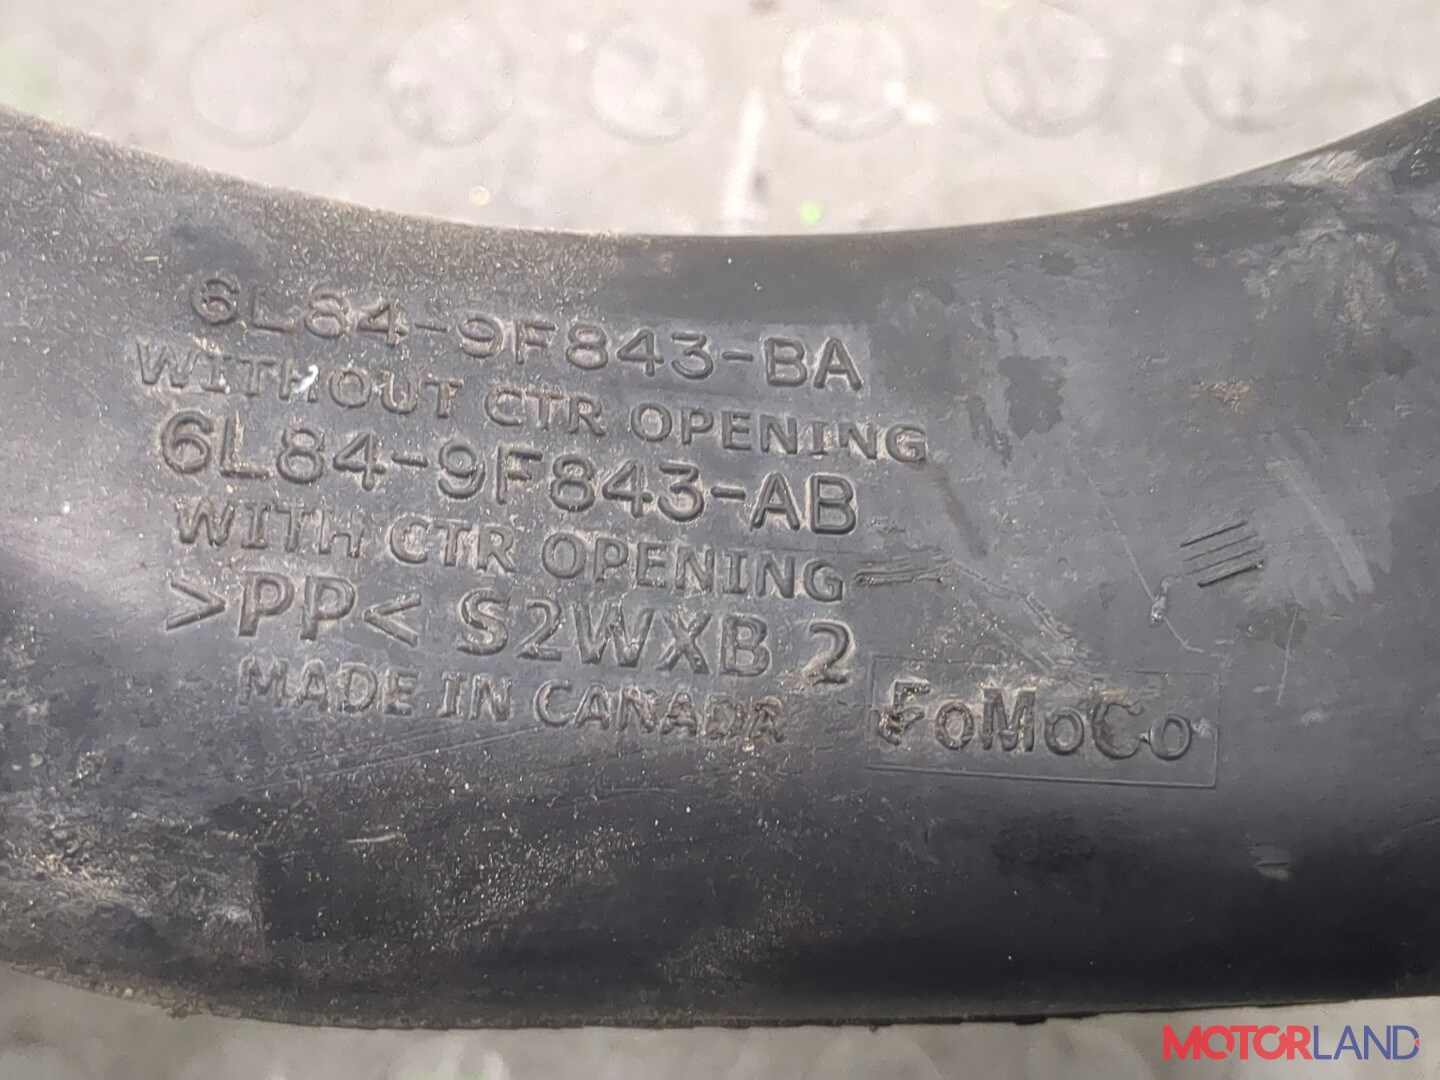 6L84-9F843-BA
WITHOUT CTR OPENING
6L84-9F843-AB
WITH CTR OPENING
>PP< S2WXB 2
MADE IN CANADA
FoMoCo
MOTORLAND